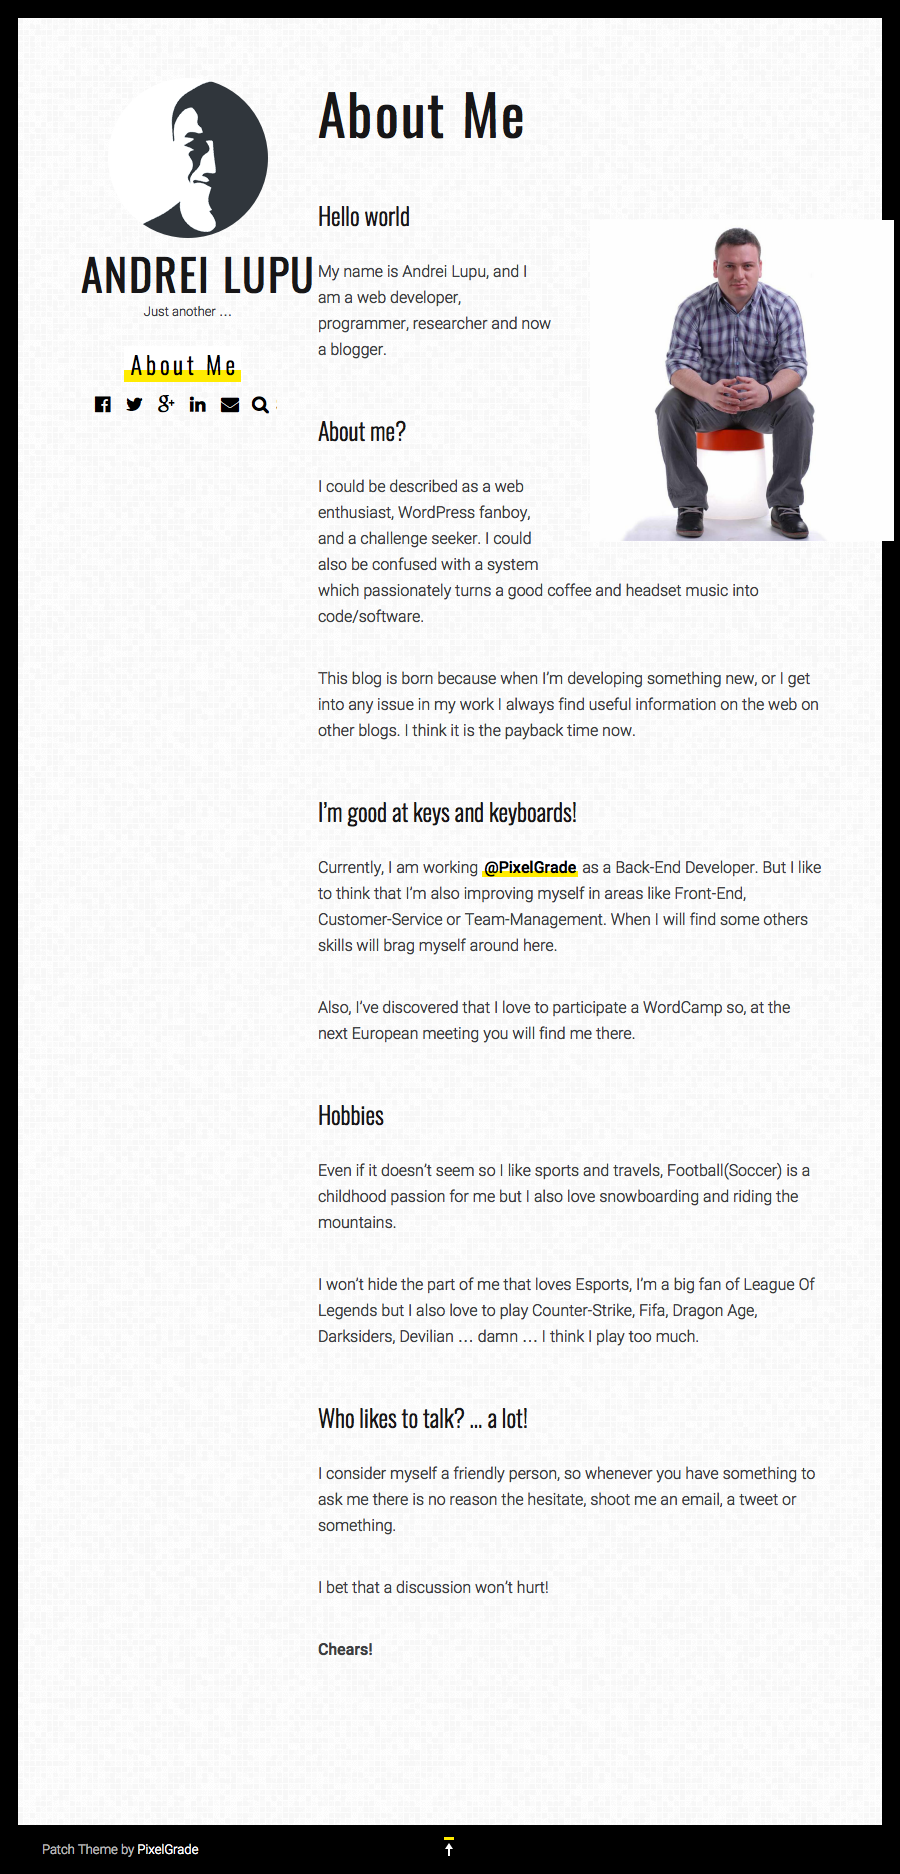 ANDREI LUPU
Just another …
About Me
About Me
Hello world
My name is Andrei Lupu, and I
am a web developer,
programmer, researcher and now
a blogger.
About me?
I could be described as a web
enthusiast, WordPress fanboy,
and a challenge seeker. I could
also be confused with a system
which passionately turns a good coffee and headset music into
code/software.
This blog is born because when I’m developing something new, or I get
into any issue in my work I always find useful information on the web on
other blogs. I think it is the payback time now.
I’m good at keys and keyboards!
Currently, I am working @PixelGrade as a Back-End Developer. But I like
to think that I’m also improving myself in areas like Front-End,
Customer-Service or Team-Management. When I will find some others
skills will brag myself around here.
Also, I’ve discovered that I love to participate a WordCamp so, at the
next European meeting you will find me there.
Hobbies
Even if it doesn’t seem so I like sports and travels, Football(Soccer) is a
childhood passion for me but I also love snowboarding and riding the
mountains.
I won’t hide the part of me that loves Esports, I’m a big fan of League Of
Legends but I also love to play Counter-Strike, Fifa, Dragon Age,
Darksiders, Devilian … damn … I think I play too much.
Who likes to talk? … a lot!
I consider myself a friendly person, so whenever you have something to
ask me there is no reason the hesitate, shoot me an email, a tweet or
something.
I bet that a discussion won’t hurt!
Chears!
Patch Theme by PixelGrade